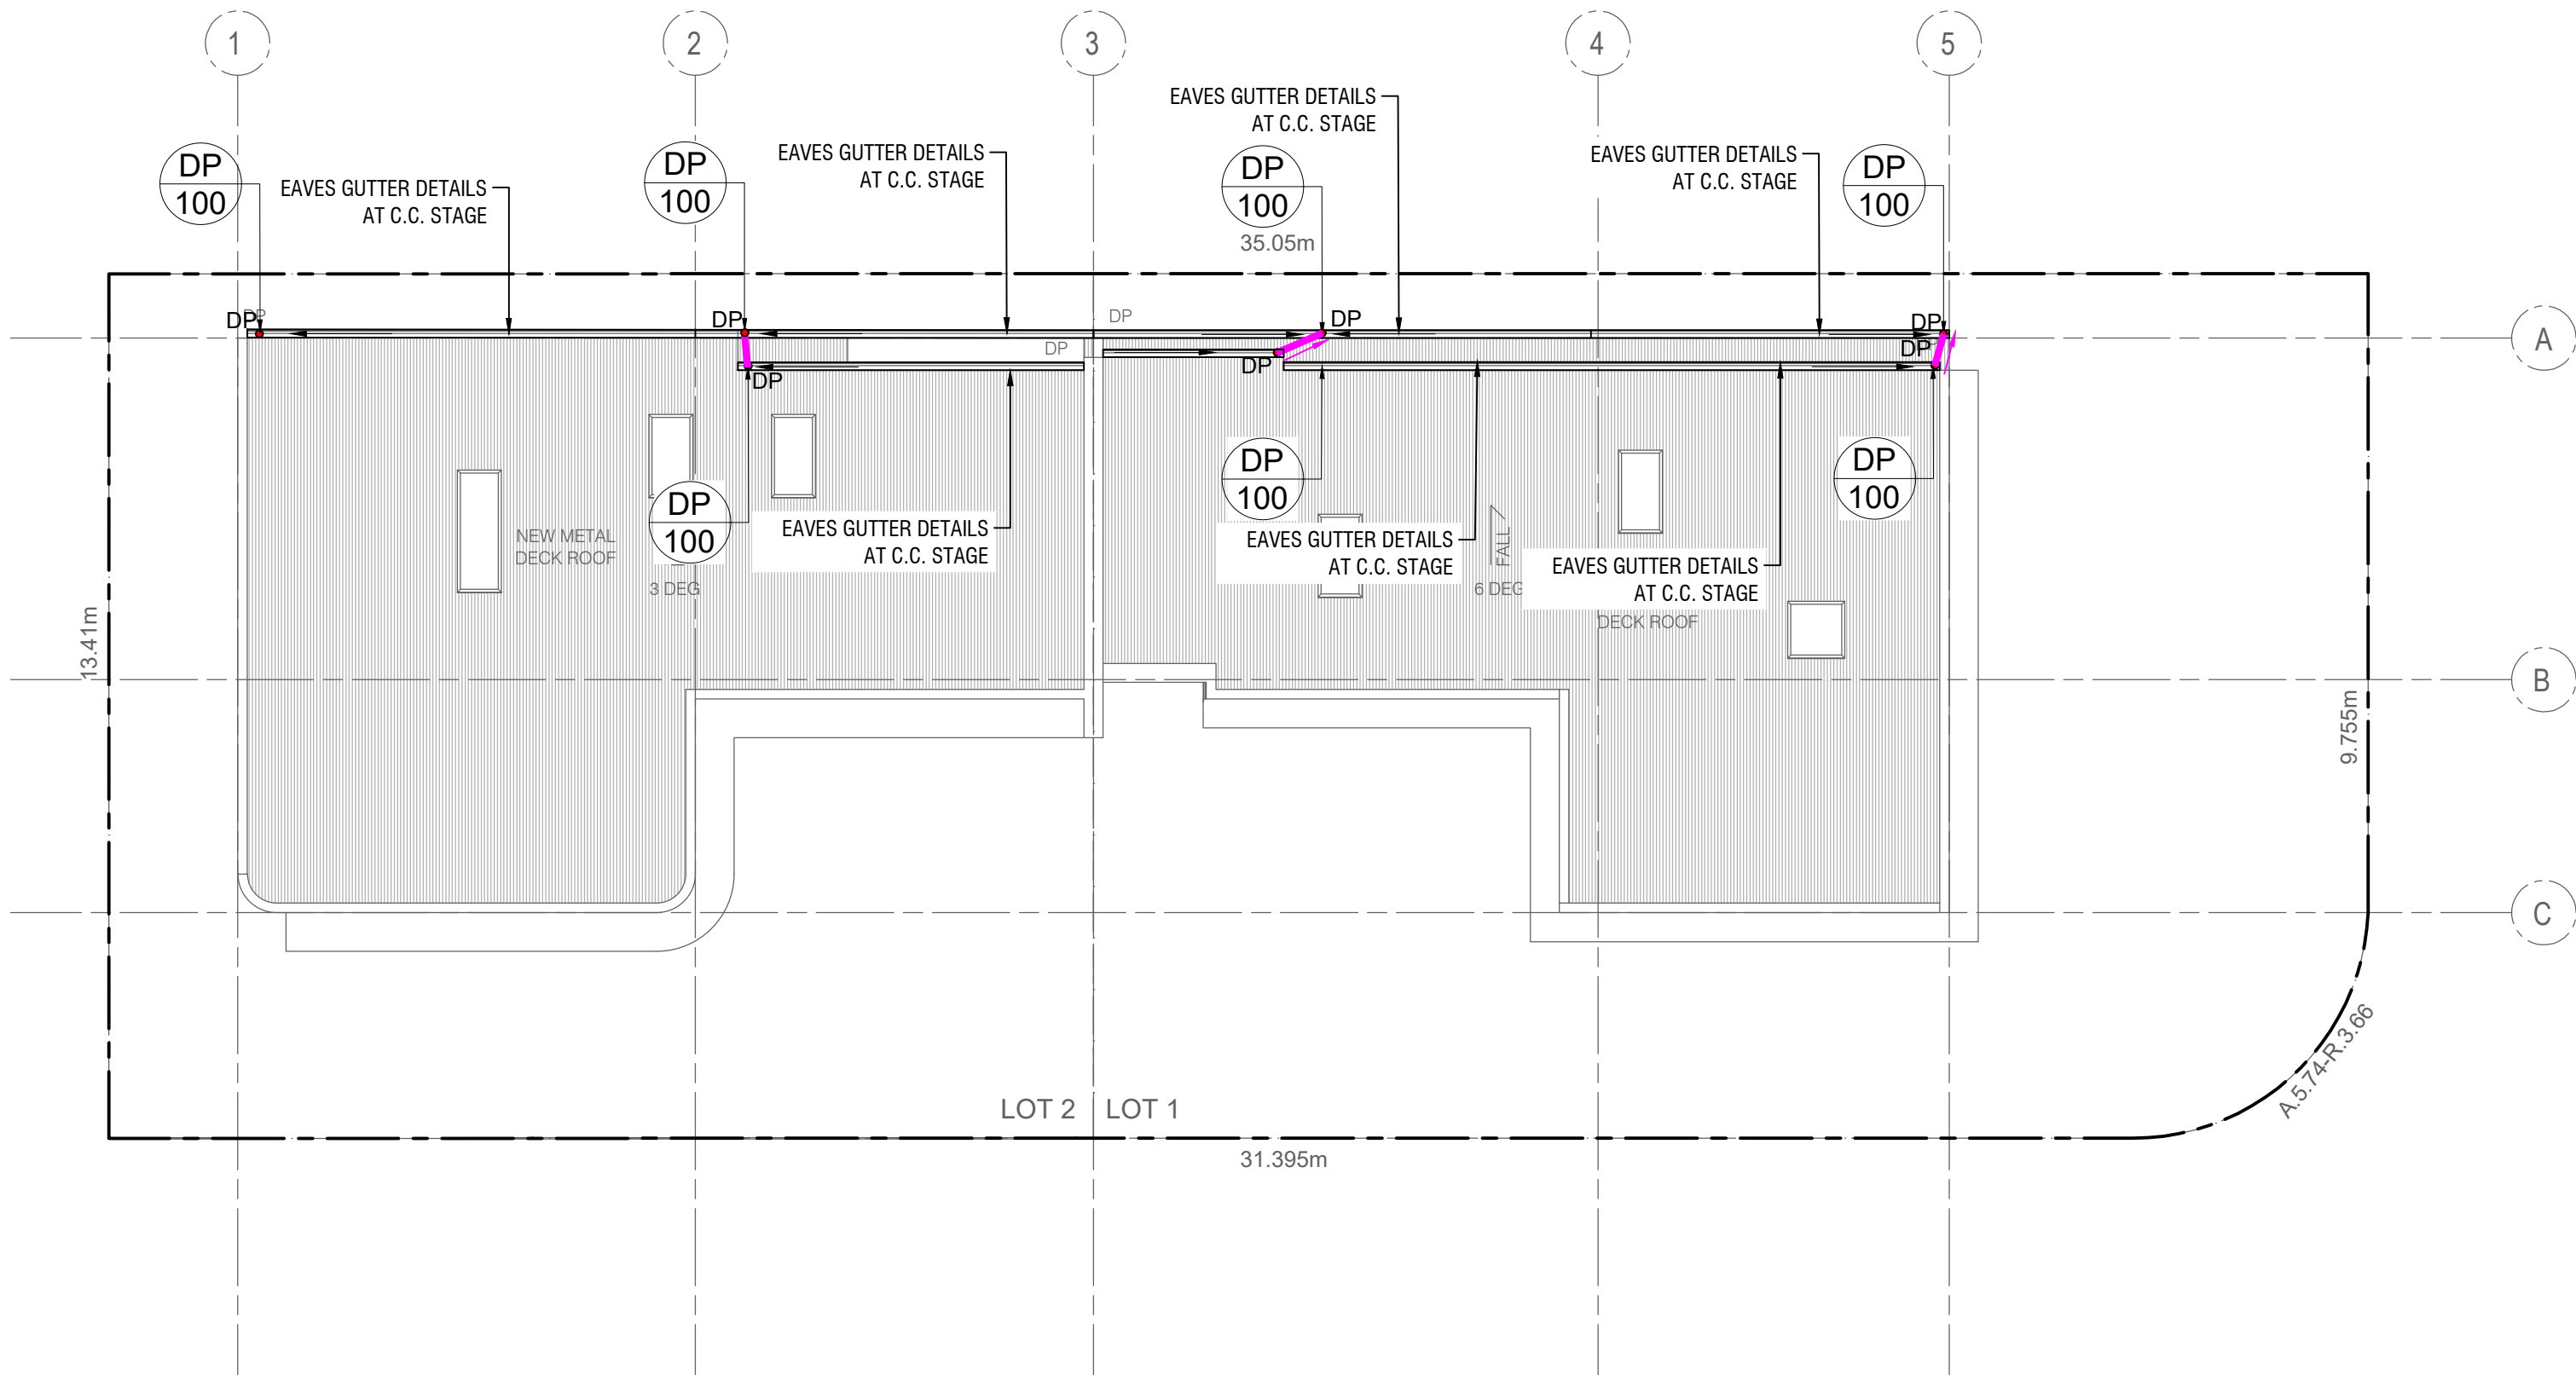 1
2
3
4
5
EAVES GUTTER DETAILS
AT C.C. STAGE
DP
100
EAVES GUTTER DETAILS
AT C.C. STAGE
DP
100
EAVES GUTTER DETAILS
AT C.C. STAGE
DP
100
EAVES GUTTER DETAILS
AT C.C. STAGE
DP
100
35.05m
DP
DP
DP
DP
DP
DP
A
DP
DP
DP
DP
DP
100
DP
100
DP
100
NEW METAL
DECK ROOF
3 DEG
EAVES GUTTER DETAILS
AT C.C. STAGE
EAVES GUTTER DETAILS
AT C.C. STAGE
FALL
6 DEG
EAVES GUTTER DETAILS
AT C.C. STAGE
DECK ROOF
13.41m
B
9.755m
C
A.5.74-R.3.66
LOT 2
LOT 1
31.395m